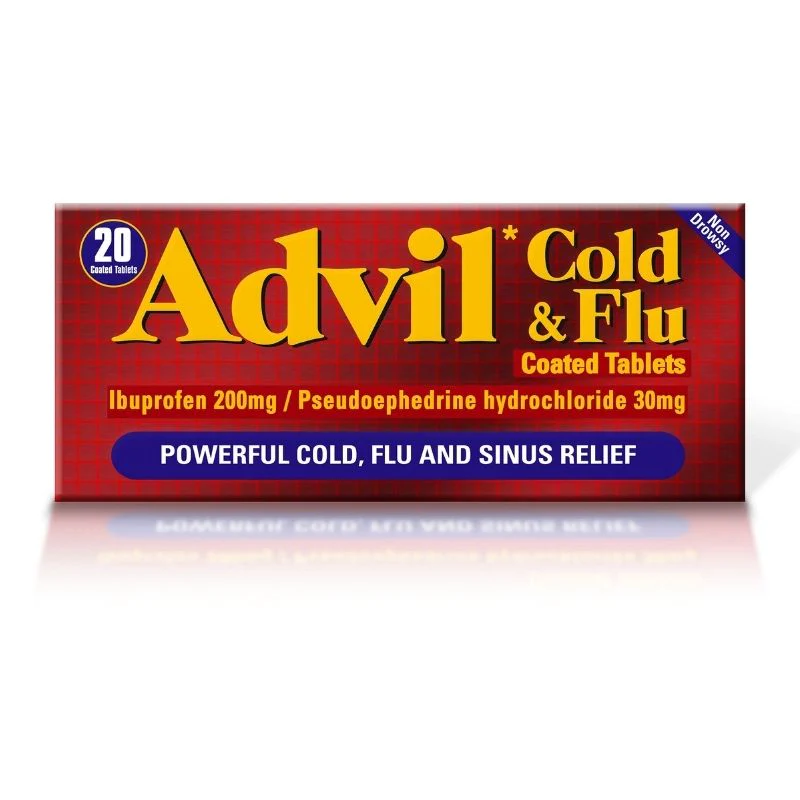 20
Coated Tablets
Advil*
Cold
& Flu
Non
Drowsy
Coated Tablets
Ibuprofen 200mg / Pseudoephedrine hydrochloride 30mg
POWERFUL COLD, FLU AND SINUS RELIEF